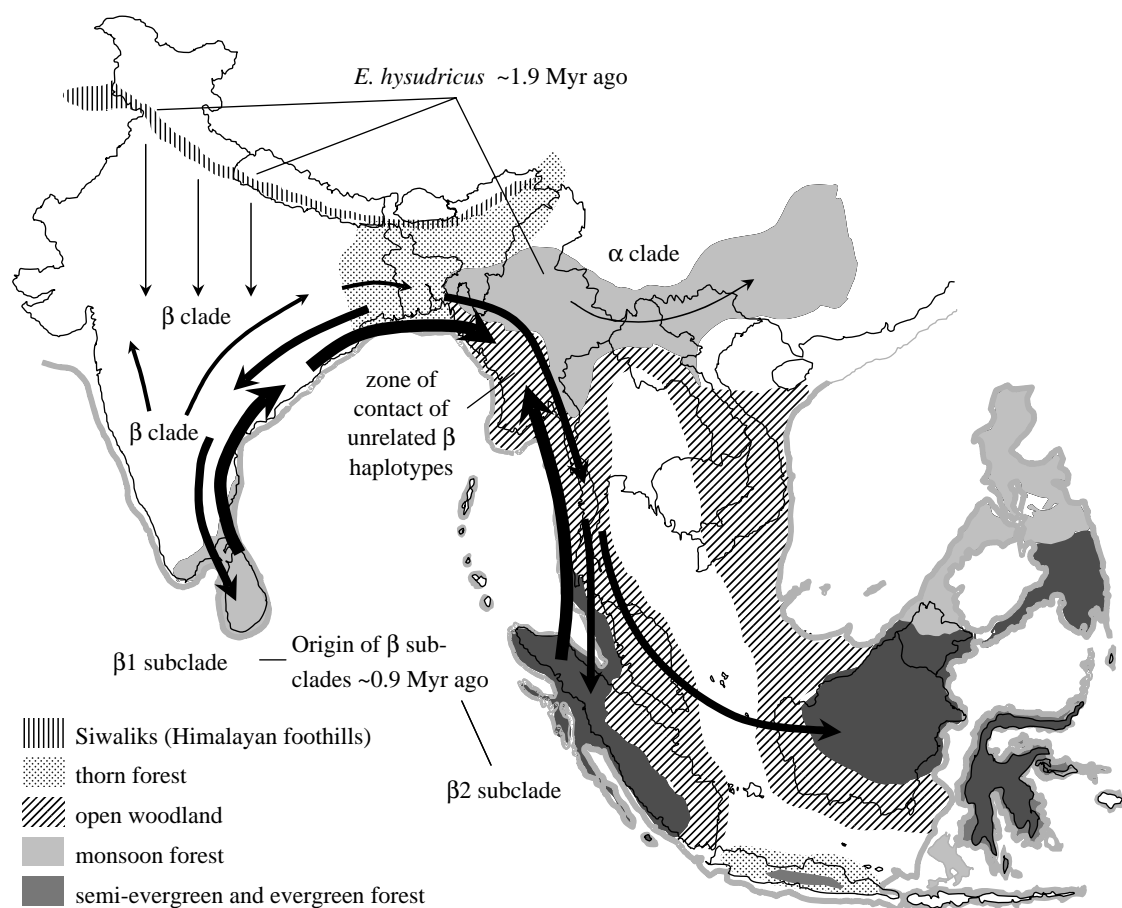 E. hysudricus ~1.9 Myr ago
α clade
β clade
zone of
contact of
unrelated β
haplotypes
β clade
β1 subclade
Origin of β sub-
clades ~0.9 Myr ago
β2 subclade
Siwaliks (Himalayan foothills)
thorn forest
open woodland
monsoon forest
semi-evergreen and evergreen forest